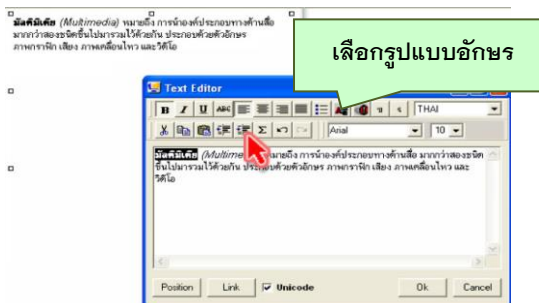 มัลติมีเดีย (Multimedia) หมายถึง การนำองค์ประกอบทางด้านสื่อ
มากกว่าสองชนิดขึ้นไปมารวมไว้ด้วยกัน ประกอบด้วยตัวอักษร
ภาพกราฟิก เสียง ภาพเคลื่อนไหว และวิดีโอ
เลือกรูปแบบอักษร
Text Editor
B I U ABC THAI
Σ Arial 10
มัลติมีเดีย (Multime หมายถึง การนำองค์ประกอบทางด้านสื่อ มากกว่าสองชนิด
ขึ้นไปมารวมไว้ด้วยกัน ประกอบด้วยตัวอักษร ภาพกราฟิก เสียง ภาพเคลื่อนไหว และ
วิดีโอ
Position Link Unicode Ok Cancel